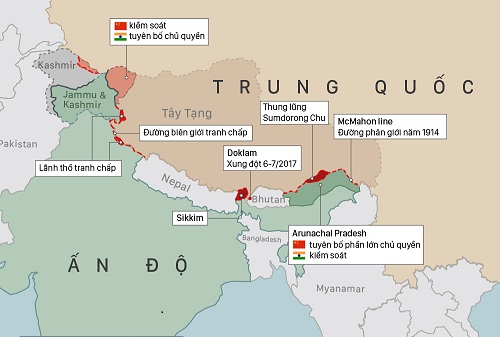 kiểm soát
tuyên bố chủ quyền
Kashmir
TRUNG QUỐC
Jammu &
Kashmir
Tây Tạng
Thung lũng
Sumdorong Chu
McMahon line
Đường phân giới năm 1914
Đường biên giới tranh chấp
Pakistan
Doklam
Xung đột 6-7/2017
Lãnh thổ tranh chấp
Nepal
Bhutan
Sikkim
Arunachal Pradesh
tuyên bố phần lớn chủ quyền
kiểm soát
Bangladesh
ẤN ĐỘ
Myanamar